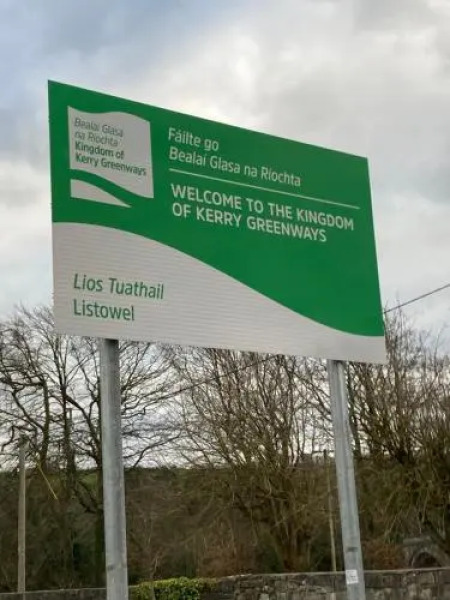 Bealaí Glasa
na Ríochta
Kingdom of
Kerry Greenways
Fáilte go
Bealaí Glasa na Ríochta
WELCOME TO THE KINGDOM
OF KERRY GREENWAYS
Lios Tuathail
Listowel